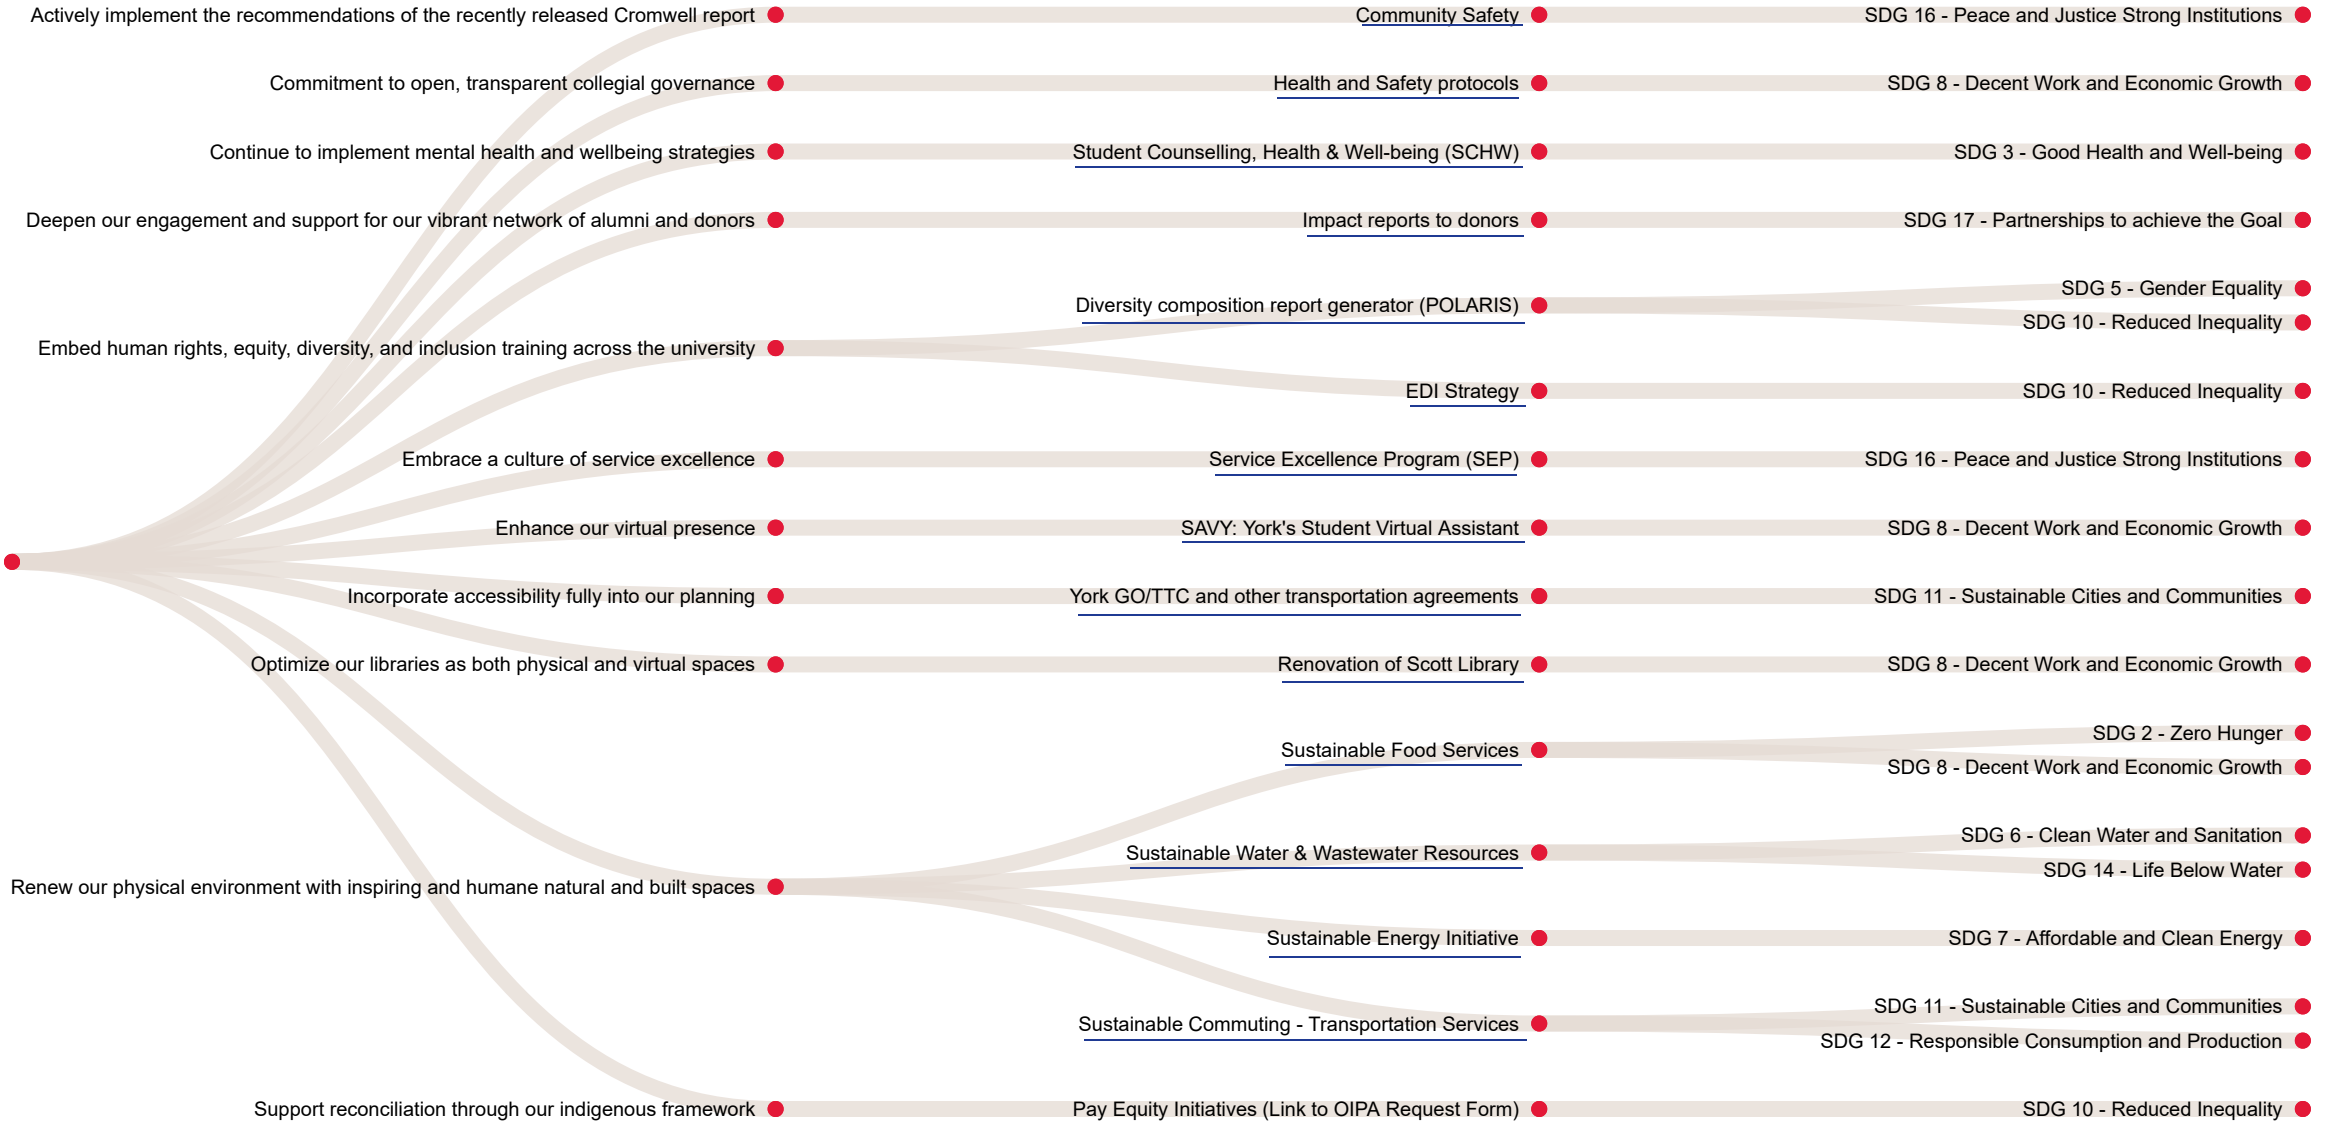 Actively implement the recommendations of the recently released Cromwell report
Community Safety
SDG 16 - Peace and Justice Strong Institutions
Commitment to open, transparent collegial governance
Health and Safety protocols
SDG 8 - Decent Work and Economic Growth
Continue to implement mental health and wellbeing strategies
Student Counselling, Health & Well-being (SCHW)
SDG 3 - Good Health and Well-being
Deepen our engagement and support for our vibrant network of alumni and donors
Impact reports to donors
SDG 17 - Partnerships to achieve the Goal
Embed human rights, equity, diversity, and inclusion training across the university
Diversity composition report generator (POLARIS)
SDG 5 - Gender Equality
SDG 10 - Reduced Inequality
EDI Strategy
SDG 10 - Reduced Inequality
Embrace a culture of service excellence
Service Excellence Program (SEP)
SDG 16 - Peace and Justice Strong Institutions
Enhance our virtual presence
SAVY: York's Student Virtual Assistant
SDG 8 - Decent Work and Economic Growth
Incorporate accessibility fully into our planning
York GO/TTC and other transportation agreements
SDG 11 - Sustainable Cities and Communities
Optimize our libraries as both physical and virtual spaces
Renovation of Scott Library
SDG 8 - Decent Work and Economic Growth
Renew our physical environment with inspiring and humane natural and built spaces
Sustainable Food Services
SDG 2 - Zero Hunger
SDG 8 - Decent Work and Economic Growth
Sustainable Water & Wastewater Resources
SDG 6 - Clean Water and Sanitation
SDG 14 - Life Below Water
Sustainable Energy Initiative
SDG 7 - Affordable and Clean Energy
Sustainable Commuting - Transportation Services
SDG 11 - Sustainable Cities and Communities
SDG 12 - Responsible Consumption and Production
Support reconciliation through our indigenous framework
Pay Equity Initiatives (Link to OIPA Request Form)
SDG 10 - Reduced Inequality